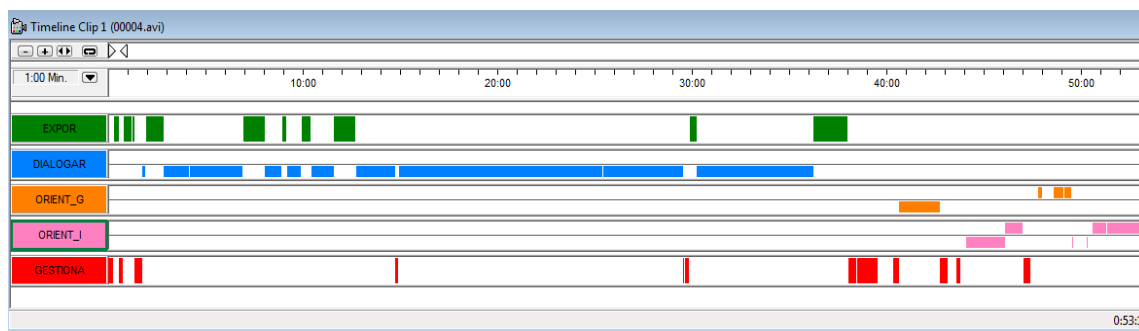 Timeline Clip 1 (00004.avi)
1:00 Min.
10:00 20:00 30:00 40:00 50:00
EXPOR
DIALOGAR
ORIENT_G
ORIENT_I
GESTIONA